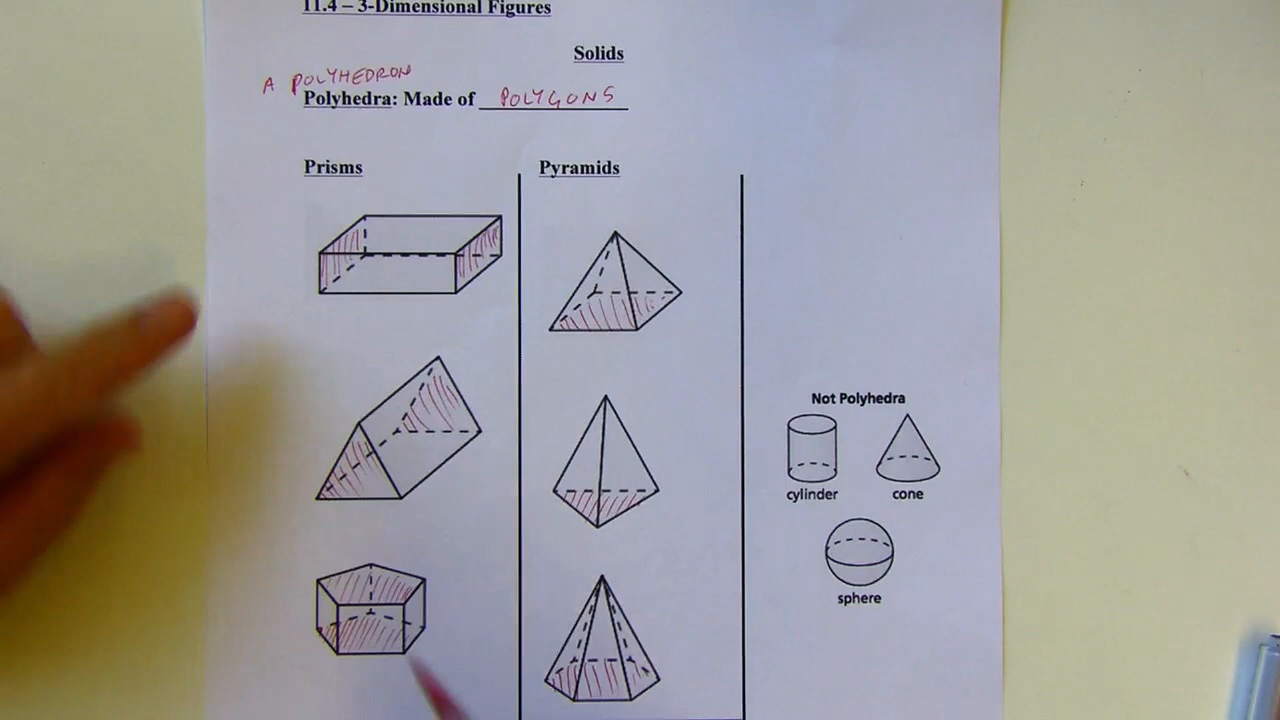 11.4 – 3-Dimensional Figures
Solids
A POLYHEDRON
Polyhedra: Made of POLYGONS
Prisms
Pyramids
Not Polyhedra
cylinder
cone
sphere